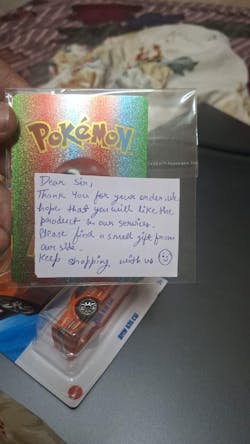 POKÉMON
Dear Sir,
Thank You for your order. We
hope that you will like the
product & our services.
Please find a small gift from
our side.
Keep shopping with us